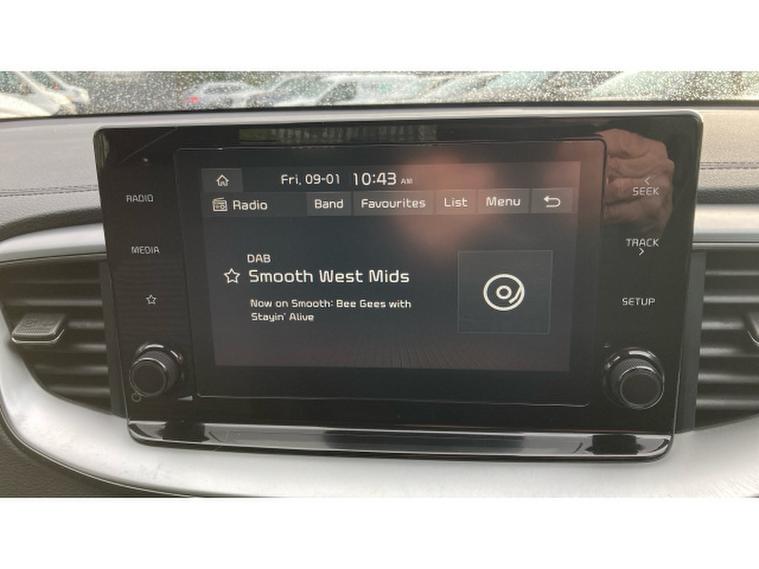 Fri, 09-01 10:43 AM
Radio Band Favourites List Menu
DAB
Smooth West Mids
Now on Smooth: Bee Gees with
Stayin' Alive
RADIO
MEDIA
< SEEK
TRACK >
SETUP